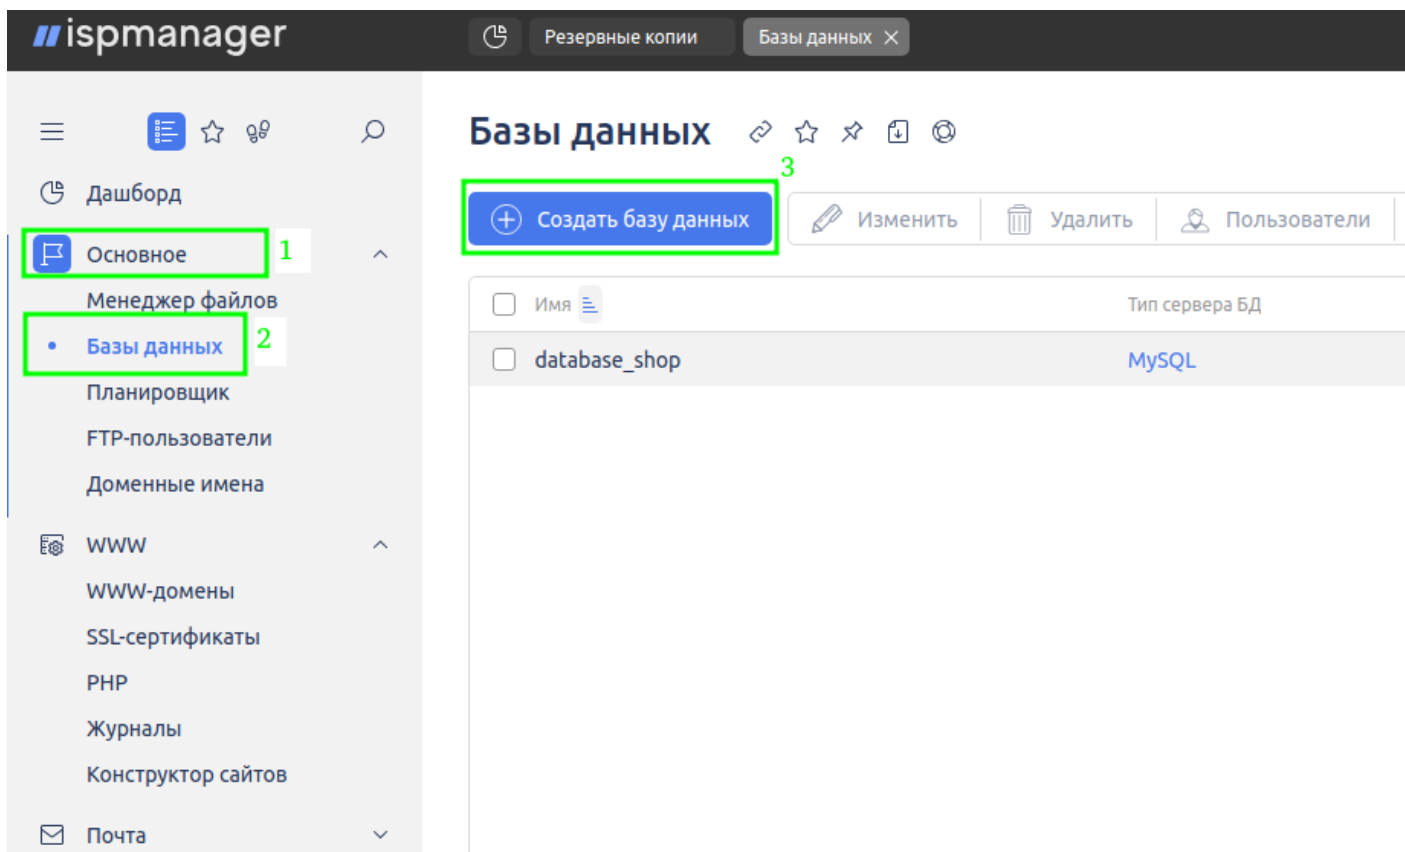 ispmanager
Резервные копии
Базы данных
Базы данных
3
Дашборд
Создать базу данных
Изменить
Удалить
Пользователи
Основное
1
Менеджер файлов
Имя
Тип сервера БД
Базы данных
2
database_shop
MySQL
Планировщик
FTP-пользователи
Доменные имена
WWW
WWW-домены
SSL-сертификаты
PHP
Журналы
Конструктор сайтов
Почта